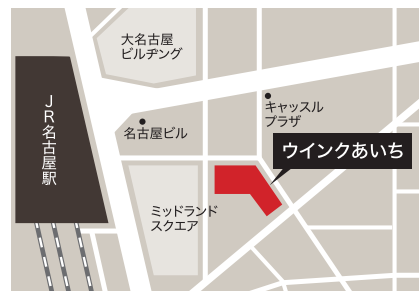 大名古屋
ビルヂング
JR名古屋駅
キャッスル
プラザ
名古屋ビル
ウインクあいち
ミッドランド
スクエア